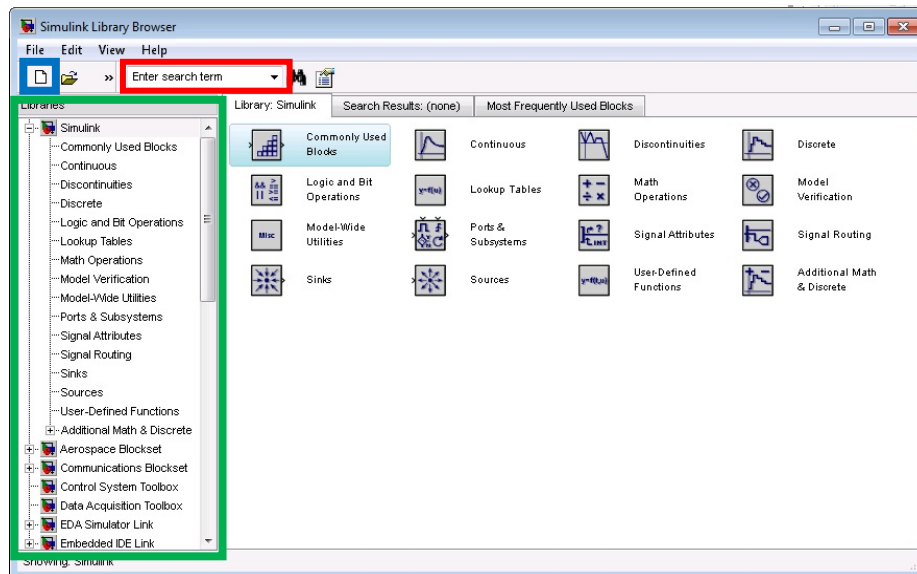 Simulink Library Browser
File Edit View Help
» Enter search term
Libraries
Simulink
Commonly Used Blocks
Continuous
Discontinuities
Discrete
Logic and Bit Operations
Lookup Tables
Math Operations
Model Verification
Model-Wide Utilities
Ports & Subsystems
Signal Attributes
Signal Routing
Sinks
Sources
User-Defined Functions
Additional Math & Discrete
Aerospace Blockset
Communications Blockset
Control System Toolbox
Data Acquisition Toolbox
EDA Simulator Link
Embedded IDE Link
Library: Simulink Search Results: (none) Most Frequently Used Blocks
Commonly Used
Blocks
Continuous
Discontinuities
Discrete
Logic and Bit
Operations
y=f(u)
Lookup Tables
Math
Operations
Model
Verification
Misc
Model-Wide
Utilities
Ports &
Subsystems
Signal Attributes
Signal Routing
Sinks
Sources
User-Defined
Functions
Additional Math
& Discrete
Showing: Simulink